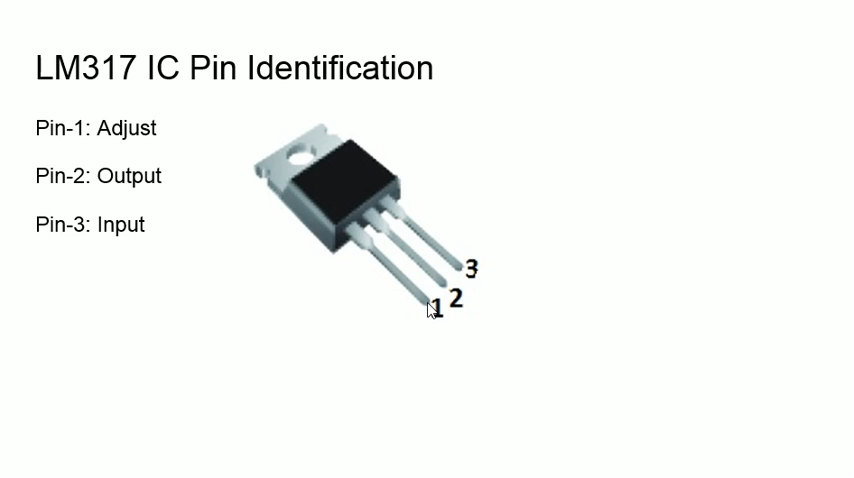 LM317 IC Pin Identification
Pin-1: Adjust
Pin-2: Output
Pin-3: Input
3
2
1